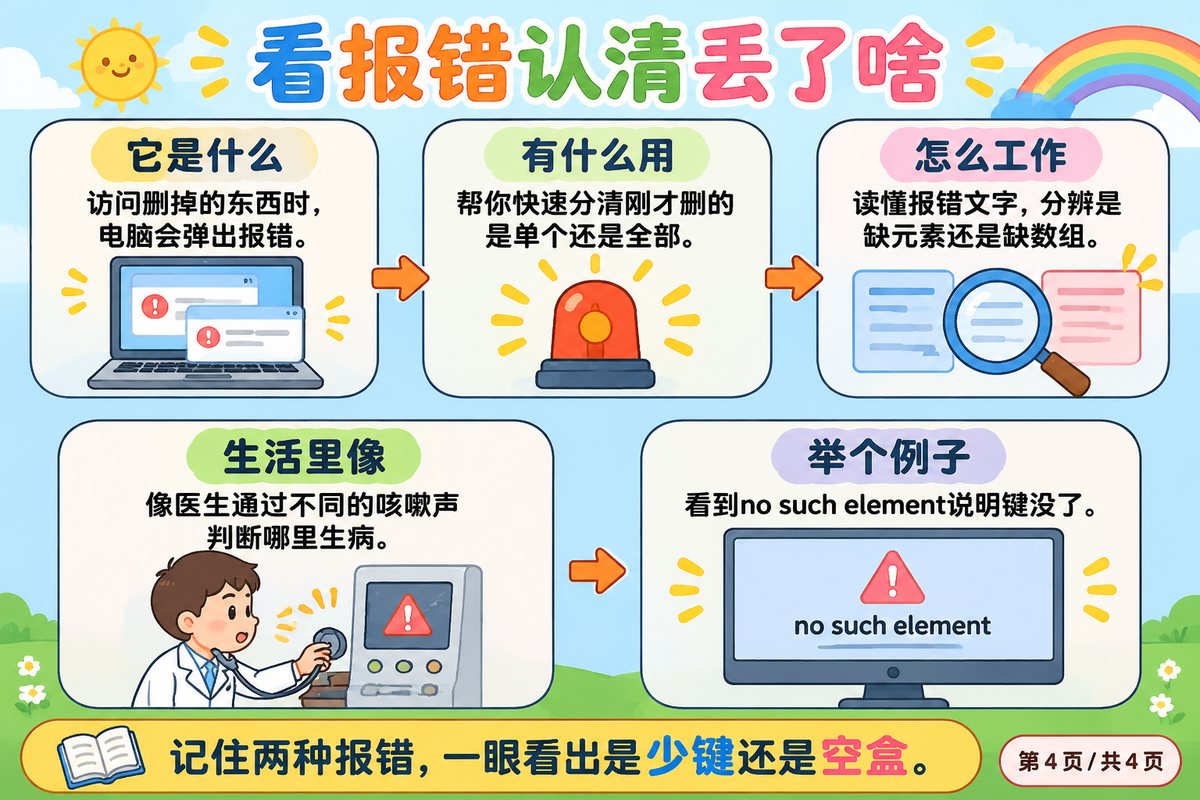 看报错认清丢了啥
它是什么
访问删掉的东西时，
电脑会弹出报错。
有什么用
帮你快速分清刚才删的
是单个还是全部。
怎么工作
读懂报错文字，分辨是
缺元素还是缺数组。
生活里像
像医生通过不同的咳嗽声
判断哪里生病。
举个例子
看到no such element说明键没了。
no such element
记住两种报错，一眼看出是少键还是空盒。
第4页/共4页